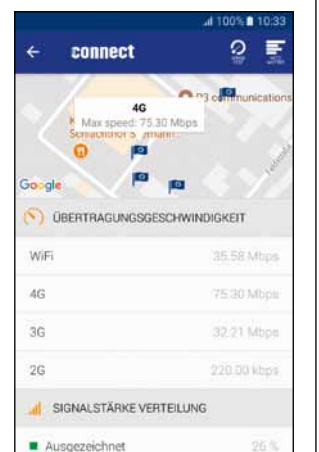 100% 10:33
connect
P3 communications
4G
Max speed: 75.30 Mbps
Google
ÜBERTRAGUNGSGESCHWINDIGKEIT
WiFi 35.58 Mbps
4G 75.30 Mbps
3G 32.21 Mbps
2G 220.00 kbps
SIGNALSTÄRKE VERTEILUNG
Ausgezeichnet 26 %